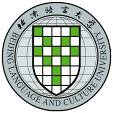 北京语言大学
BEIJING LANGUAGE AND CULTURE UNIVERSITY